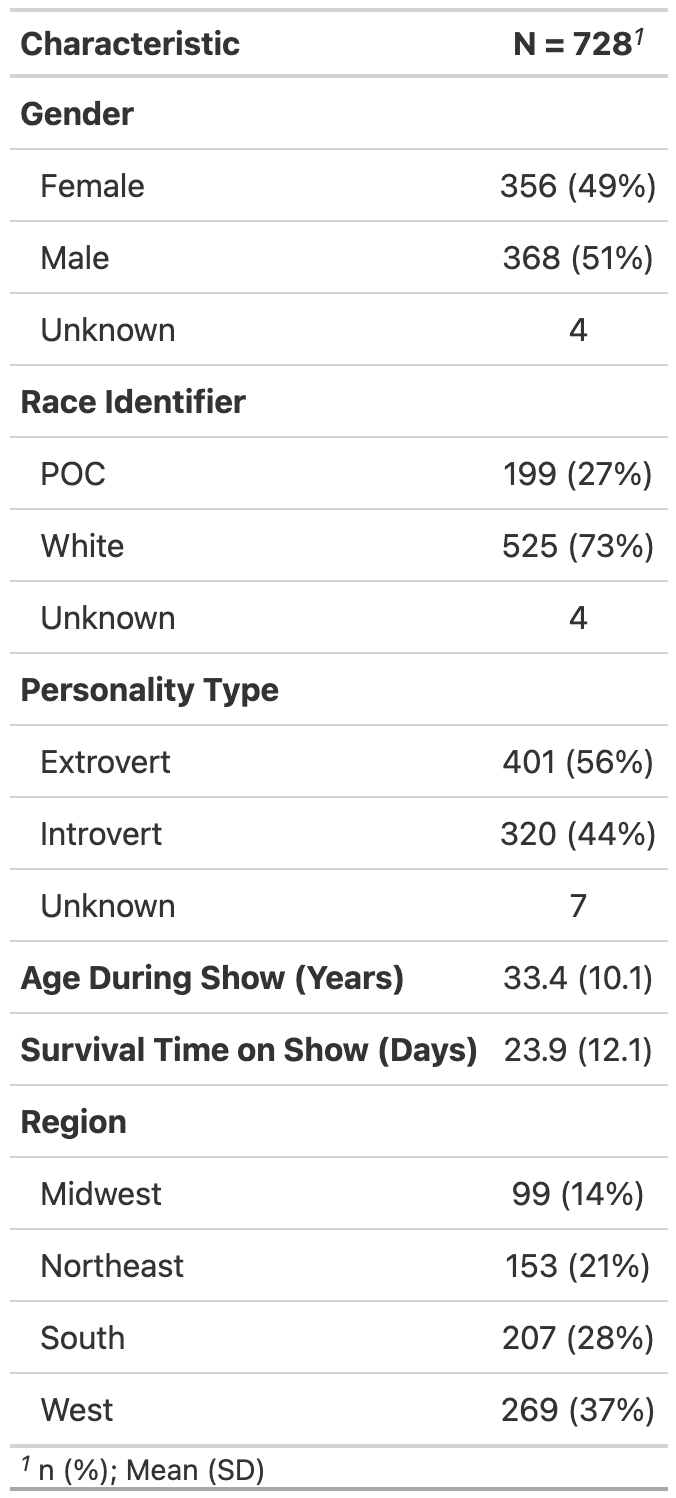 Characteristic N = 728¹
Gender
Female 356 (49%)
Male 368 (51%)
Unknown 4
Race Identifier
POC 199 (27%)
White 525 (73%)
Unknown 4
Personality Type
Extrovert 401 (56%)
Introvert 320 (44%)
Unknown 7
Age During Show (Years) 33.4 (10.1)
Survival Time on Show (Days) 23.9 (12.1)
Region
Midwest 99 (14%)
Northeast 153 (21%)
South 207 (28%)
West 269 (37%)
¹ n (%); Mean (SD)